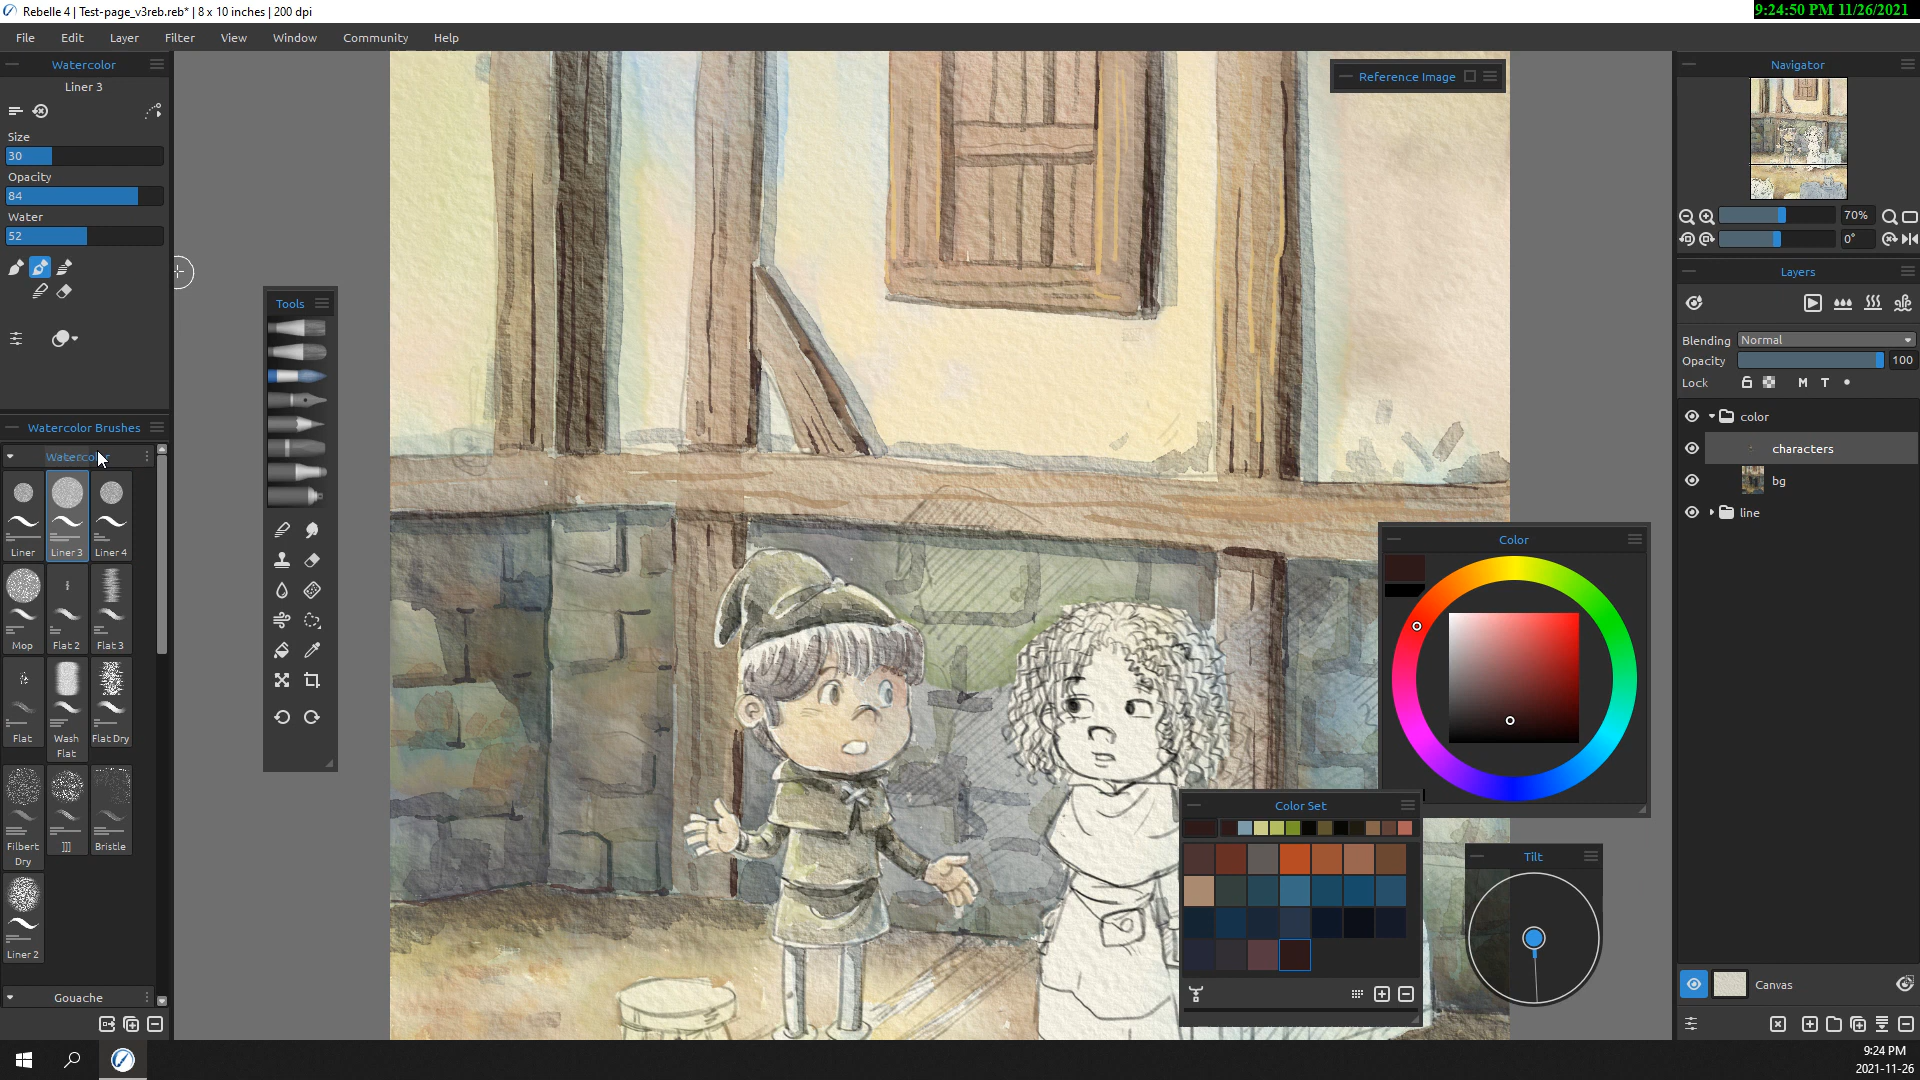 Rebelle 4 | Test-page_v3reb.reb* | 8 x 10 inches | 200 dpi
9:24:50 PM 11/26/2021
File Edit Layer Filter View Window Community Help
Watercolor
Liner 3
Size
30
Opacity
84
Water
52
Watercolor Brushes
Watercolor
Liner Liner 3 Liner 4
Mop Flat 2 Flat 3
Flat Wash Flat Flat Dry
Filbert Dry ]]] Bristle
Liner 2
Gouache
Tools
Reference Image
Color
Color Set
Tilt
Navigator
70%
0°
Layers
Blending Normal
Opacity 100
Lock M T
color
characters
bg
line
Canvas
9:24 PM
2021-11-26